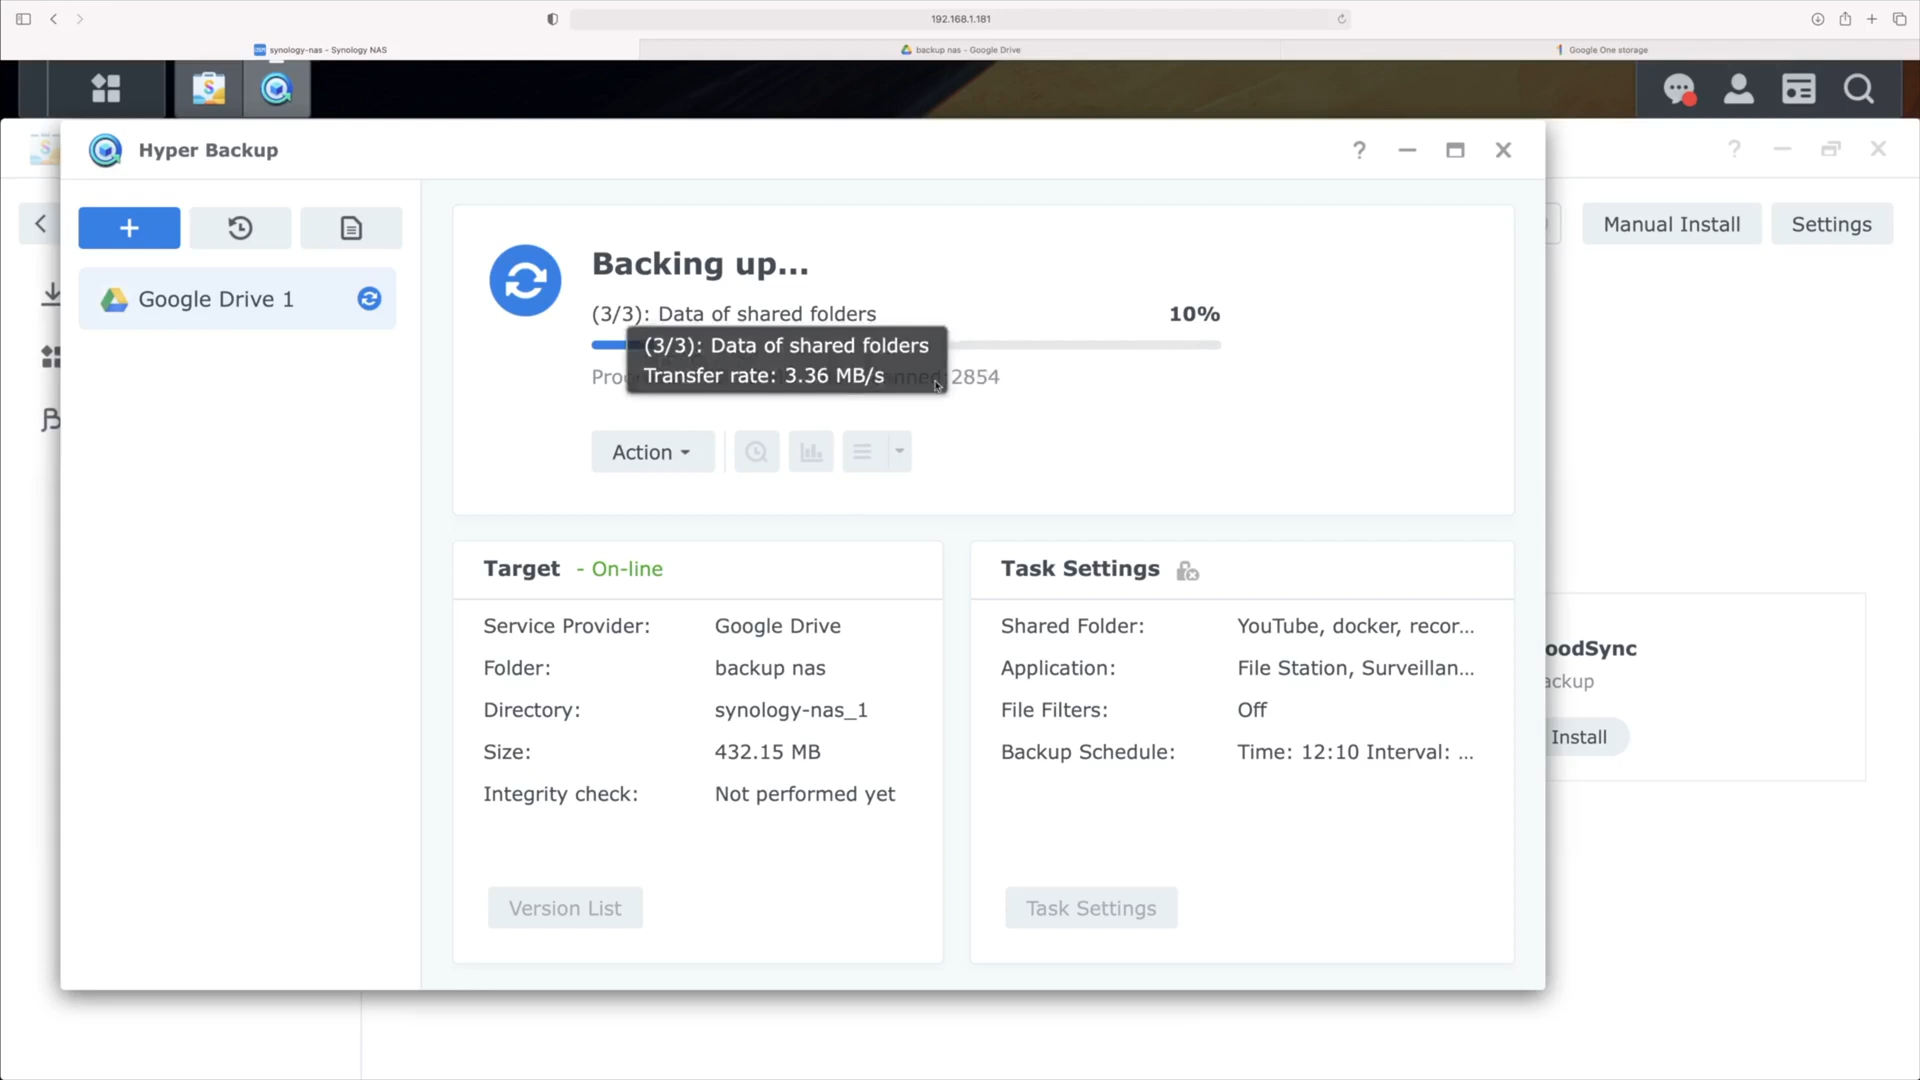 192.168.1.181
synology-nas - Synology NAS
backup nas - Google Drive
Google One storage
Hyper Backup
Manual Install
Settings
Google Drive 1
Backing up...
(3/3): Data of shared folders
10%
(3/3): Data of shared folders
Transfer rate: 3.36 MB/s
2854
Action
Target - On-line
Service Provider: Google Drive
Folder: backup nas
Directory: synology-nas_1
Size: 432.15 MB
Integrity check: Not performed yet
Version List
Task Settings
Shared Folder: YouTube, docker, recor...
Application: File Station, Surveillan...
File Filters: Off
Backup Schedule: Time: 12:10 Interval: ...
Task Settings
oodSync
ackup
Install